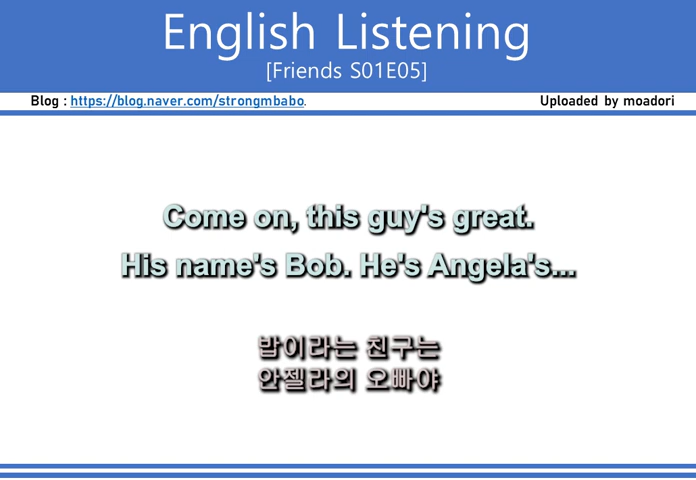 English Listening
[Friends S01E05]
Blog : https://blog.naver.com/strongmbabo. Uploaded by moadori
Come on, this guy's great.
His name's Bob. He's Angela's...
밥이라는 친구는
안젤라의 오빠야